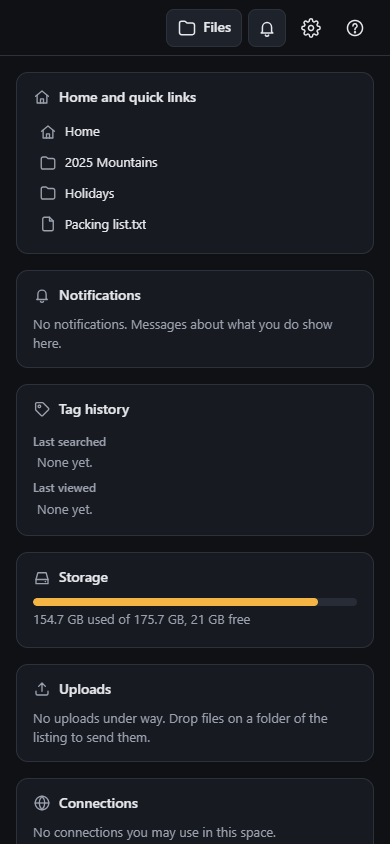 Files
Home and quick links
Home
2025 Mountains
Holidays
Packing list.txt
Notifications
No notifications. Messages about what you do show
here.
Tag history
Last searched
None yet.
Last viewed
None yet.
Storage
154.7 GB used of 175.7 GB, 21 GB free
Uploads
No uploads under way. Drop files on a folder of the
listing to send them.
Connections
No connections you may use in this space.